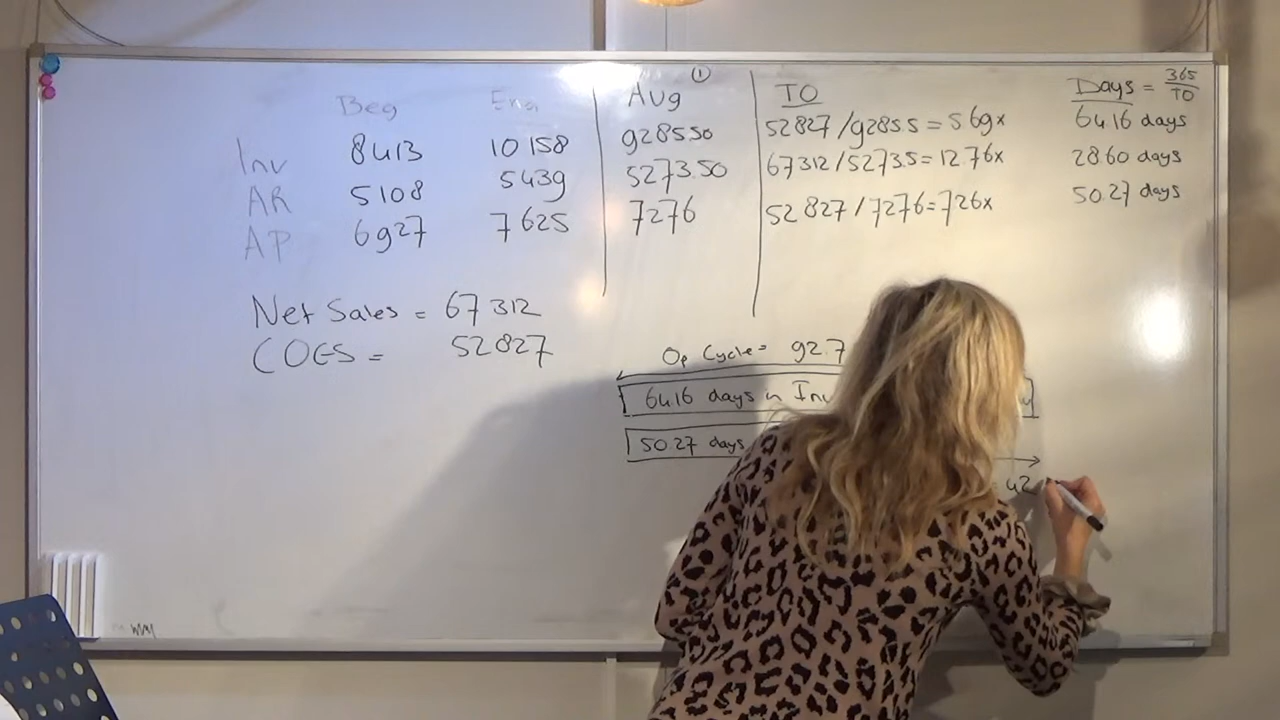 ①
Beg End Avg TO Days = 365/TO
Inv 8413 10158 9285.50 52827/9285.5 = 5.69x 64.16 days
AR 5108 5439 5273.50 67312/5273.5 = 12.76x 28.60 days
AP 6927 7625 7276 52827/7276 = 7.26x 50.27 days
Net Sales = 67312
COGS = 52827
Op Cycle = 92.7
64.16 days in Inv
50.27 days
42